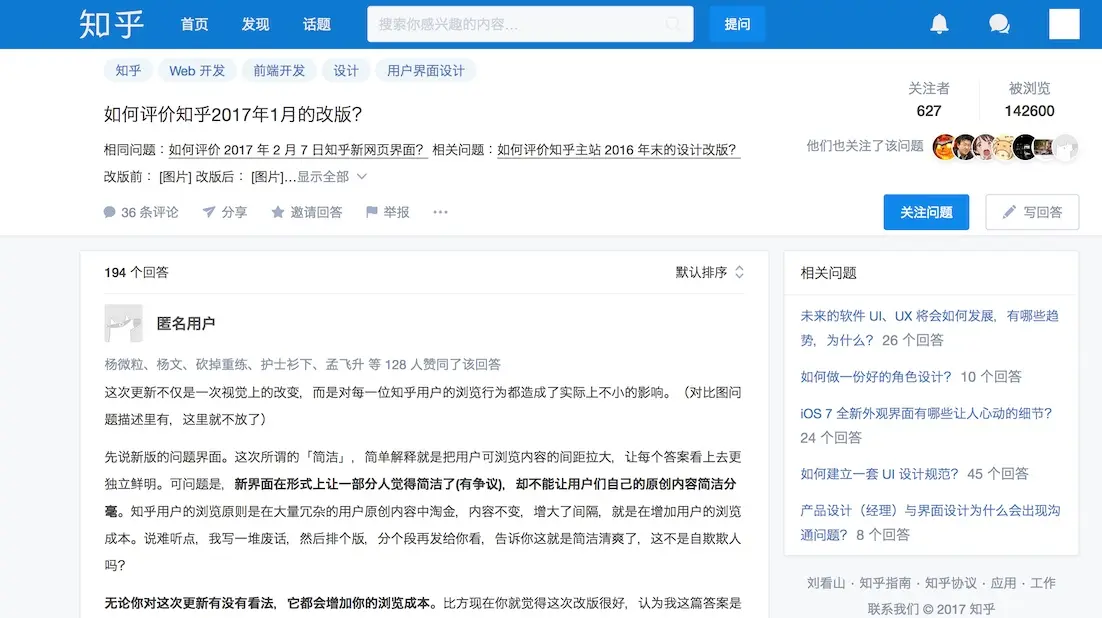 知乎 首页 发现 话题 搜索你感兴趣的内容... 提问
知乎 Web 开发 前端开发 设计 用户界面设计
如何评价知乎2017年1月的改版？
相同问题：如何评价 2017 年 2 月 7 日知乎新网页界面？ 相关问题：如何评价知乎主站 2016 年末的设计改版？
改版前： [图片] 改版后： [图片]…显示全部
36 条评论 分享 邀请回答 举报 ...
关注者 被浏览
627 142600
他们也关注了该问题
关注问题 写回答
194 个回答 默认排序
匿名用户
杨微粒、杨文、砍掉重练、护士衫下、孟飞升 等 128 人赞同了该回答
这次更新不仅是一次视觉上的改变，而是对每一位知乎用户的浏览行为都造成了实际上不小的影响。（对比图问
题描述里有，这里就不放了）
先说新版的问题界面。这次所谓的「简洁」，简单解释就是把用户可浏览内容的间距拉大，让每个答案看上去更
独立鲜明。可问题是，新界面在形式上让一部分人觉得简洁了(有争议)，却不能让用户们自己的原创内容简洁分
毫。知乎用户的浏览原则是在大量冗杂的用户原创内容中淘金，内容不变，增大了间隔，就是在增加用户的浏览
成本。说难听点，我写一堆废话，然后排个版，分个段再发给你看，告诉你这就是简洁清爽了，这不是自欺欺人
吗？
无论你对这次更新有没有看法，它都会增加你的浏览成本。比方现在你就觉得这次改版很好，认为我这篇答案是
相关问题
未来的软件 UI、UX 将会如何发展，有哪些趋
势，为什么？ 26 个回答
如何做一份好的角色设计？ 10 个回答
iOS 7 全新外观界面有哪些让人心动的细节？
24 个回答
如何建立一套 UI 设计规范？ 45 个回答
产品设计（经理）与界面设计为什么会出现沟
通问题？ 8 个回答
刘看山 · 知乎指南 · 知乎协议 · 应用 · 工作
联系我们 © 2017 知乎